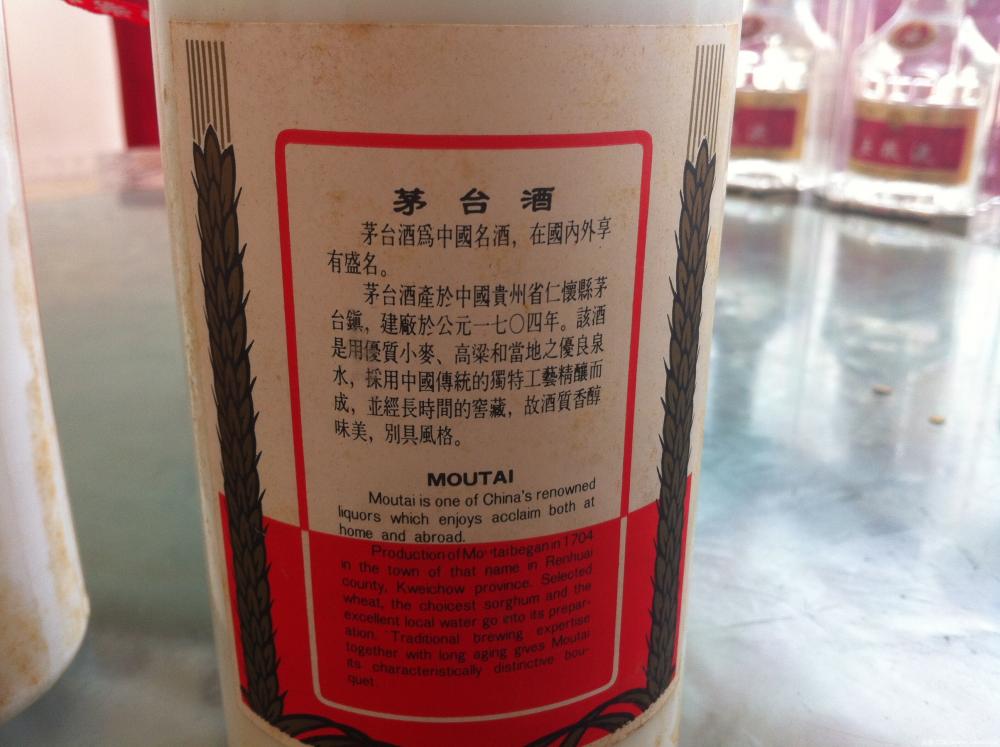 茅台酒
茅台酒爲中國名酒，在國內外享
有盛名。
茅台酒產於中國貴州省仁懷縣茅
台鎮，建廠於公元一七〇四年。該酒
是用優質小麥、高梁和當地之優良泉
水，採用中國傳統的獨特工藝精釀而
成，並經長時間的窖藏，故酒質香醇
味美，別具風格。
MOUTAI
Moutai is one of China's renowned
liquors which enjoys acclaim both at
home and abroad.
Production of Moutai began in 1704
in the town of that name in Renhuai
county, Kweichow province. Selected
wheat, the choicest sorghum and the
excellent local water go into its prepar-
ation. Traditional brewing expertise
together with long aging gives Moutai
its characteristically distinctive bou-
quet.